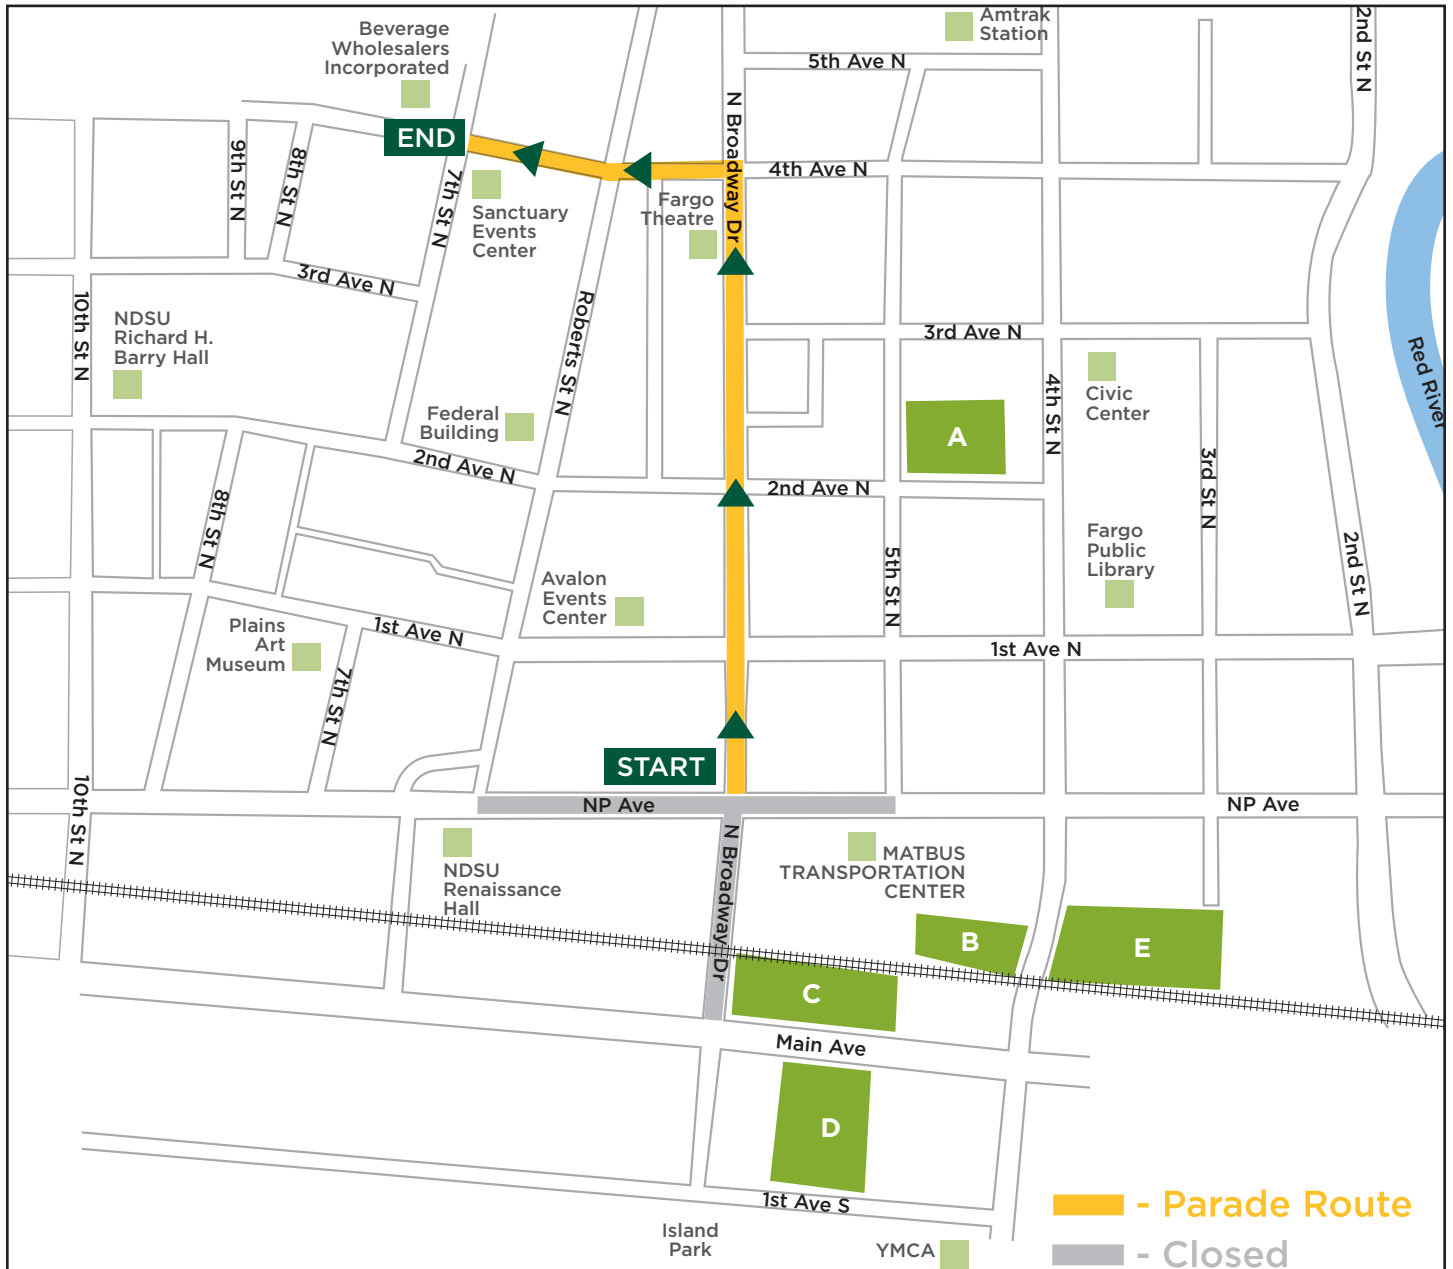 Beverage
Wholesalers
Incorporated
Amtrak
Station
2nd St N
5th Ave N
N Broadway Dr
END
4th Ave N
9th St N
8th St N
7th St N
Sanctuary
Events
Center
Fargo
Theatre
3rd Ave N
10th St N
NDSU
Richard H.
Barry Hall
Roberts St N
3rd Ave N
Red River
4th St N
Civic
Center
Federal
Building
A
2nd Ave N
2nd Ave N
3rd St N
8th St N
Fargo
Public
Library
2nd St N
5th St N
Avalon
Events
Center
Plains
Art
Museum
1st Ave N
1st Ave N
7th St N
START
10th St N
NP Ave
NP Ave
N Broadway Dr
NDSU
Renaissance
Hall
MATBUS
TRANSPORTATION
CENTER
B
E
C
Main Ave
D
1st Ave S
Island
Park
YMCA
- Parade Route
- Closed